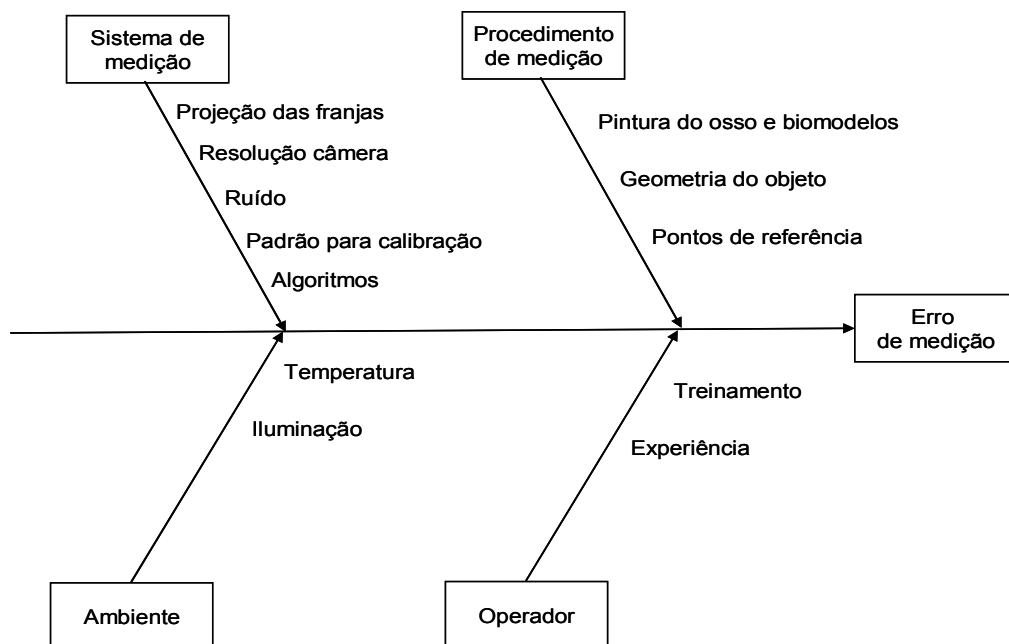 Sistema de
medição
Procedimento
de medição
Projeção das franjas
Resolução câmera
Ruído
Padrão para calibração
Algoritmos
Pintura do osso e biomodelos
Geometria do objeto
Pontos de referência
Erro
de medição
Temperatura
Iluminação
Treinamento
Experiência
Ambiente
Operador